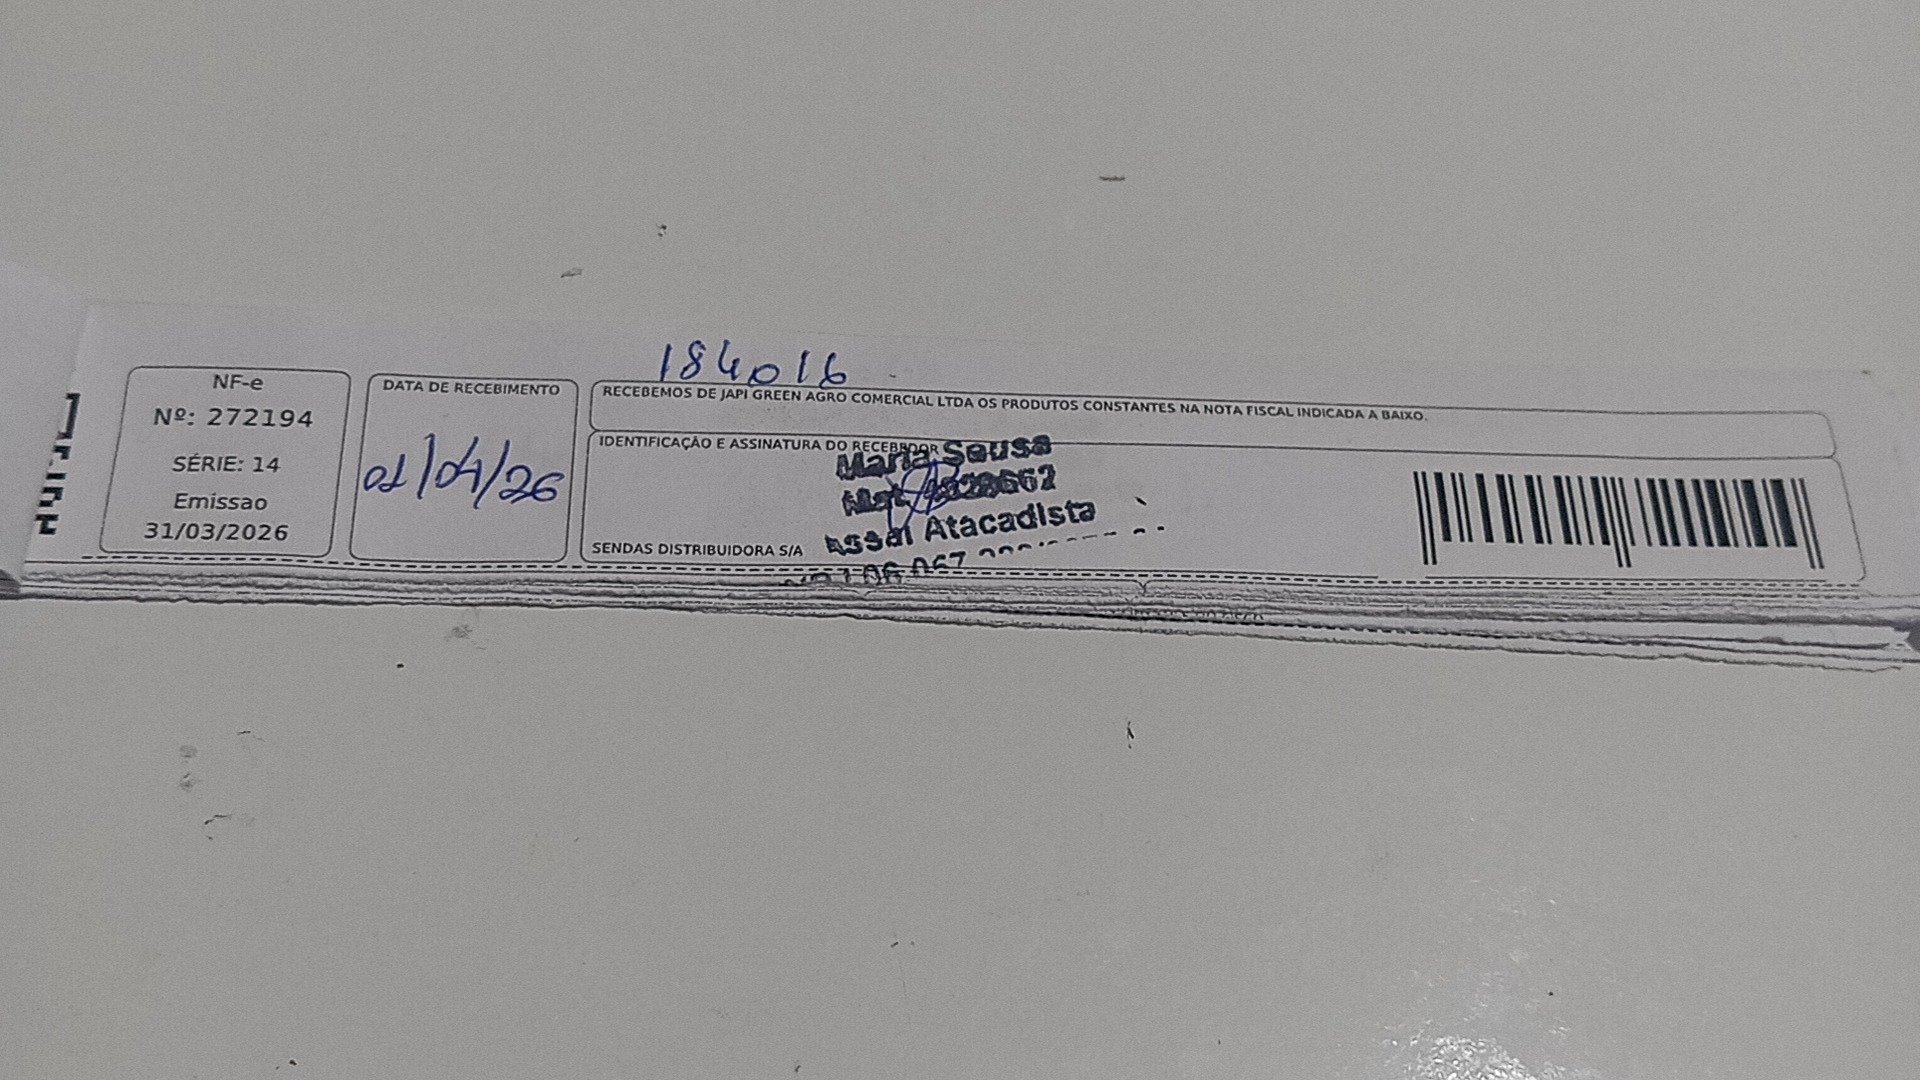 184016
NF-e
Nº: 272194
SÉRIE: 14
Emissao
31/03/2026
DATA DE RECEBIMENTO
01/04/26
RECEBEMOS DE JAPI GREEN AGRO COMERCIAL LTDA OS PRODUTOS CONSTANTES NA NOTA FISCAL INDICADA A BAIXO.
IDENTIFICAÇÃO E ASSINATURA DO RECEBEDOR
Maria Sousa
Assaí Atacadista
SENDAS DISTRIBUIDORA S/A